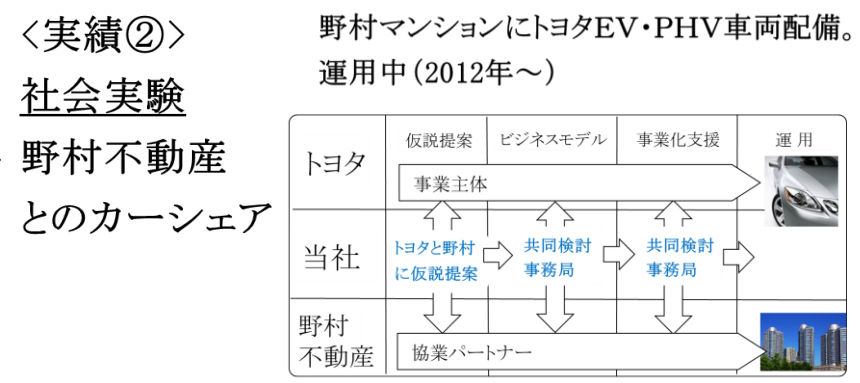 〈実績②〉
社会実験
野村不動産
とのカーシェア
野村マンションにトヨタEV・PHV車両配備。
運用中(2012年～)
仮説提案
ビジネスモデル
事業化支援
運用
トヨタ
事業主体
当社
トヨタと野村
に仮説提案
共同検討
事務局
共同検討
事務局
野村
不動産
協業パートナー